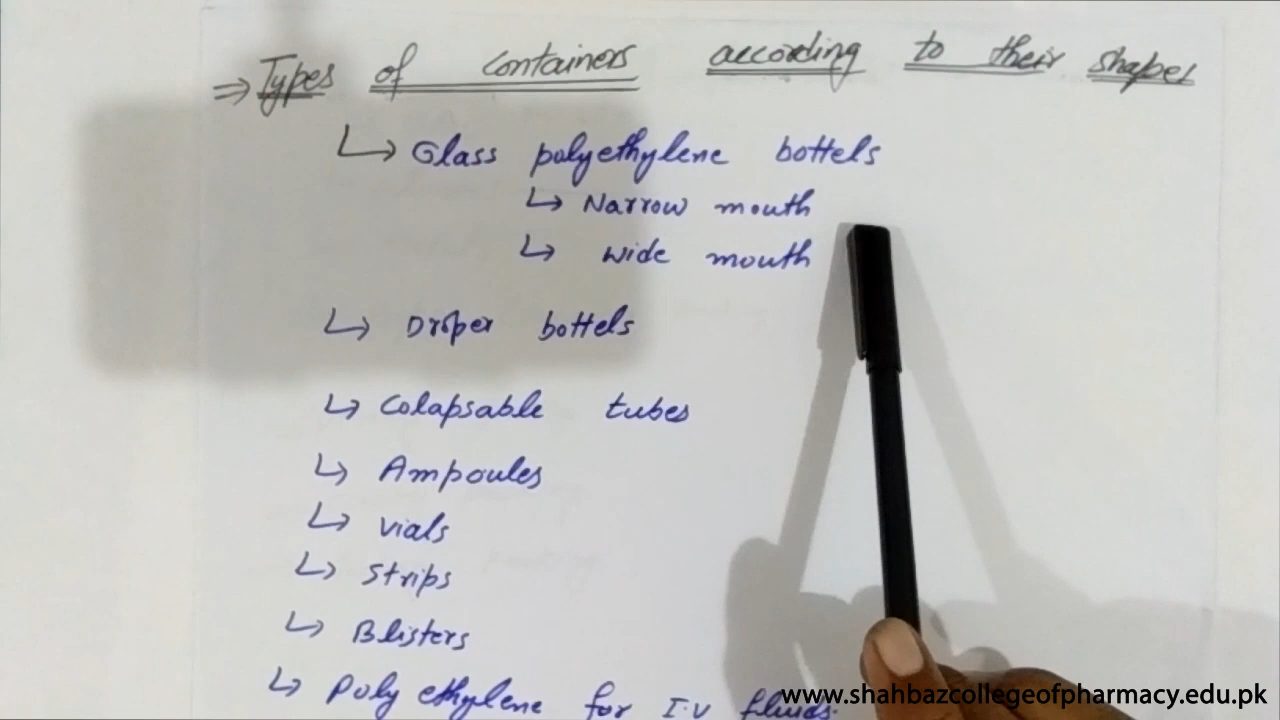 ⇒ Types of containers according to their shapes
↳ Glass polyethylene bottels
↳ Narrow mouth
↳ wide mouth
↳ Droper bottels
↳ Colapsable tubes
↳ Ampoules
↳ vials
↳ Strips
↳ Blisters
↳ Poly ethylene for I.V fluids.
www.shahbazcollegeofpharmacy.edu.pk